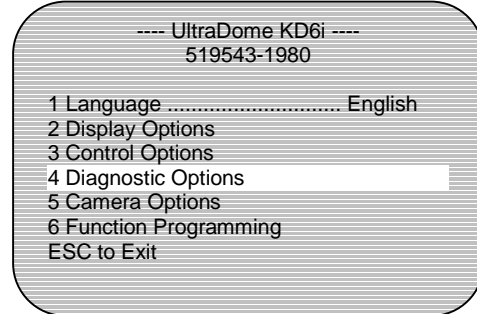 ---- UltraDome KD6i ----
519543-1980
1 Language ............................. English
2 Display Options
3 Control Options
4 Diagnostic Options
5 Camera Options
6 Function Programming
ESC to Exit